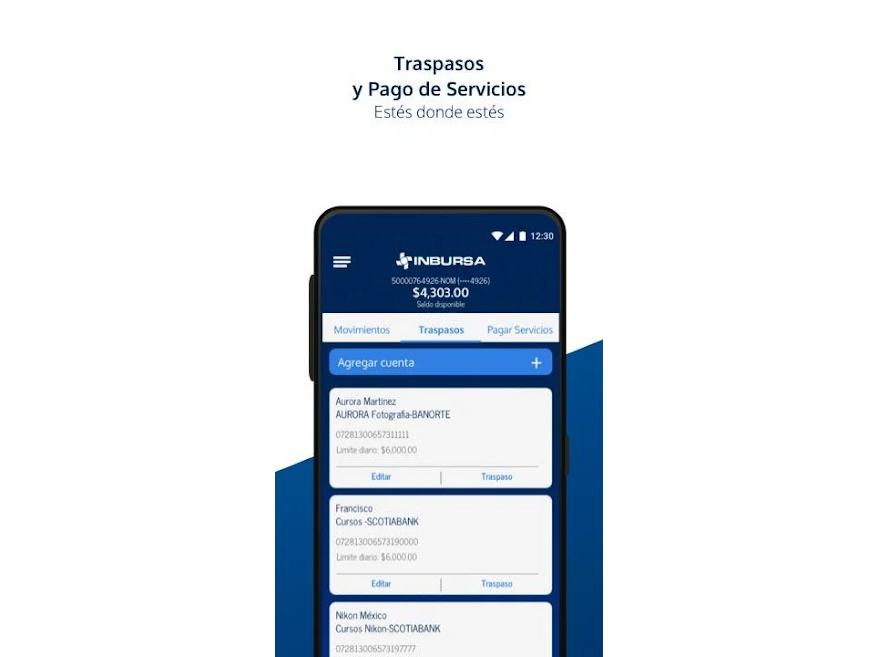 Traspasos
y Pago de Servicios
Estés donde estés
12:30
INBURSA
50000764926-NOM (····4926)
$4,303.00
Saldo disponible
Movimientos Traspasos Pagar Servicios
Agregar cuenta +
Aurora Martinez
AURORA Fotografia-BANORTE
07281300657311111
Limite diario: $6,000.00
Editar | Traspaso
Francisco
Cursos -SCOTIABANK
072813006573190000
Limite diario: $6,000.00
Editar | Traspaso
Nikon México
Cursos Nikon-SCOTIABANK
072813006573197777